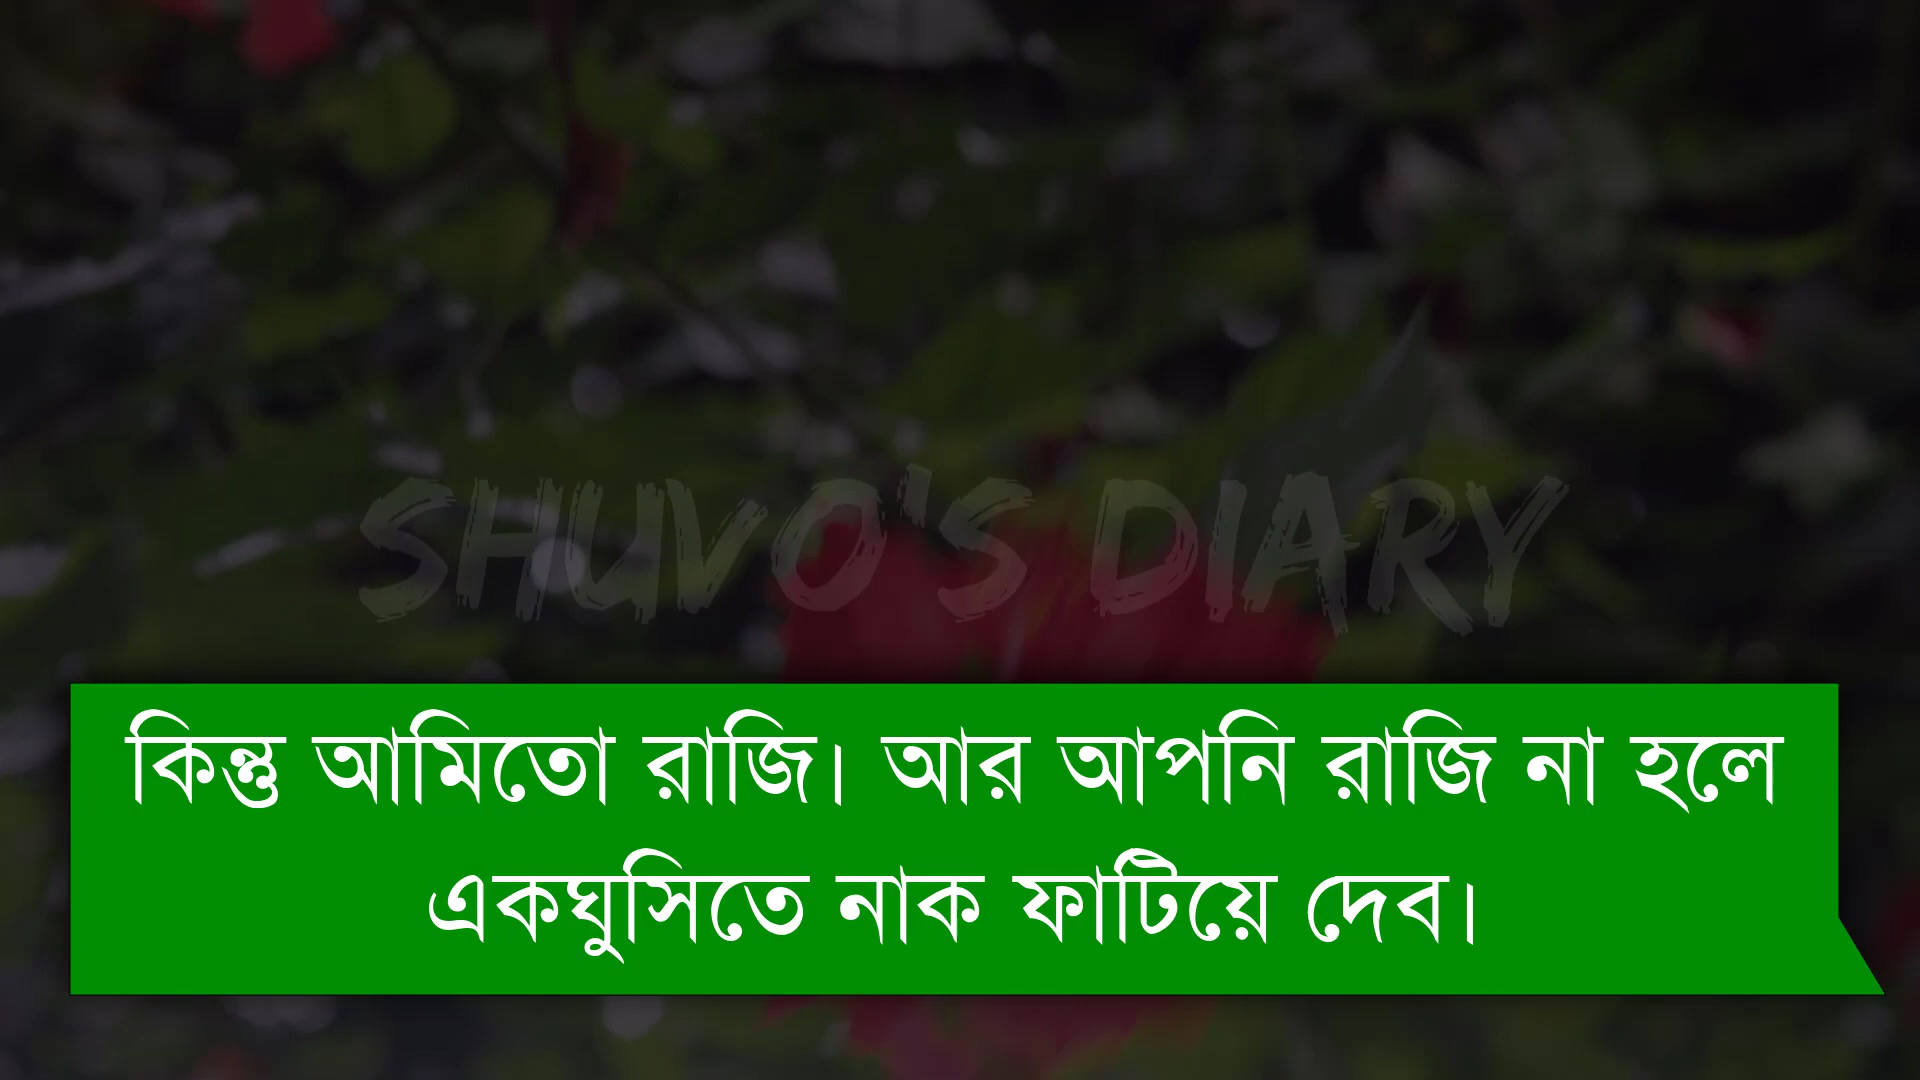 SHUVO'S DIARY
কিন্তু আমিতো রাজি। আর আপনি রাজি না হলে
একঘুসিতে নাক ফাটিয়ে দেব।